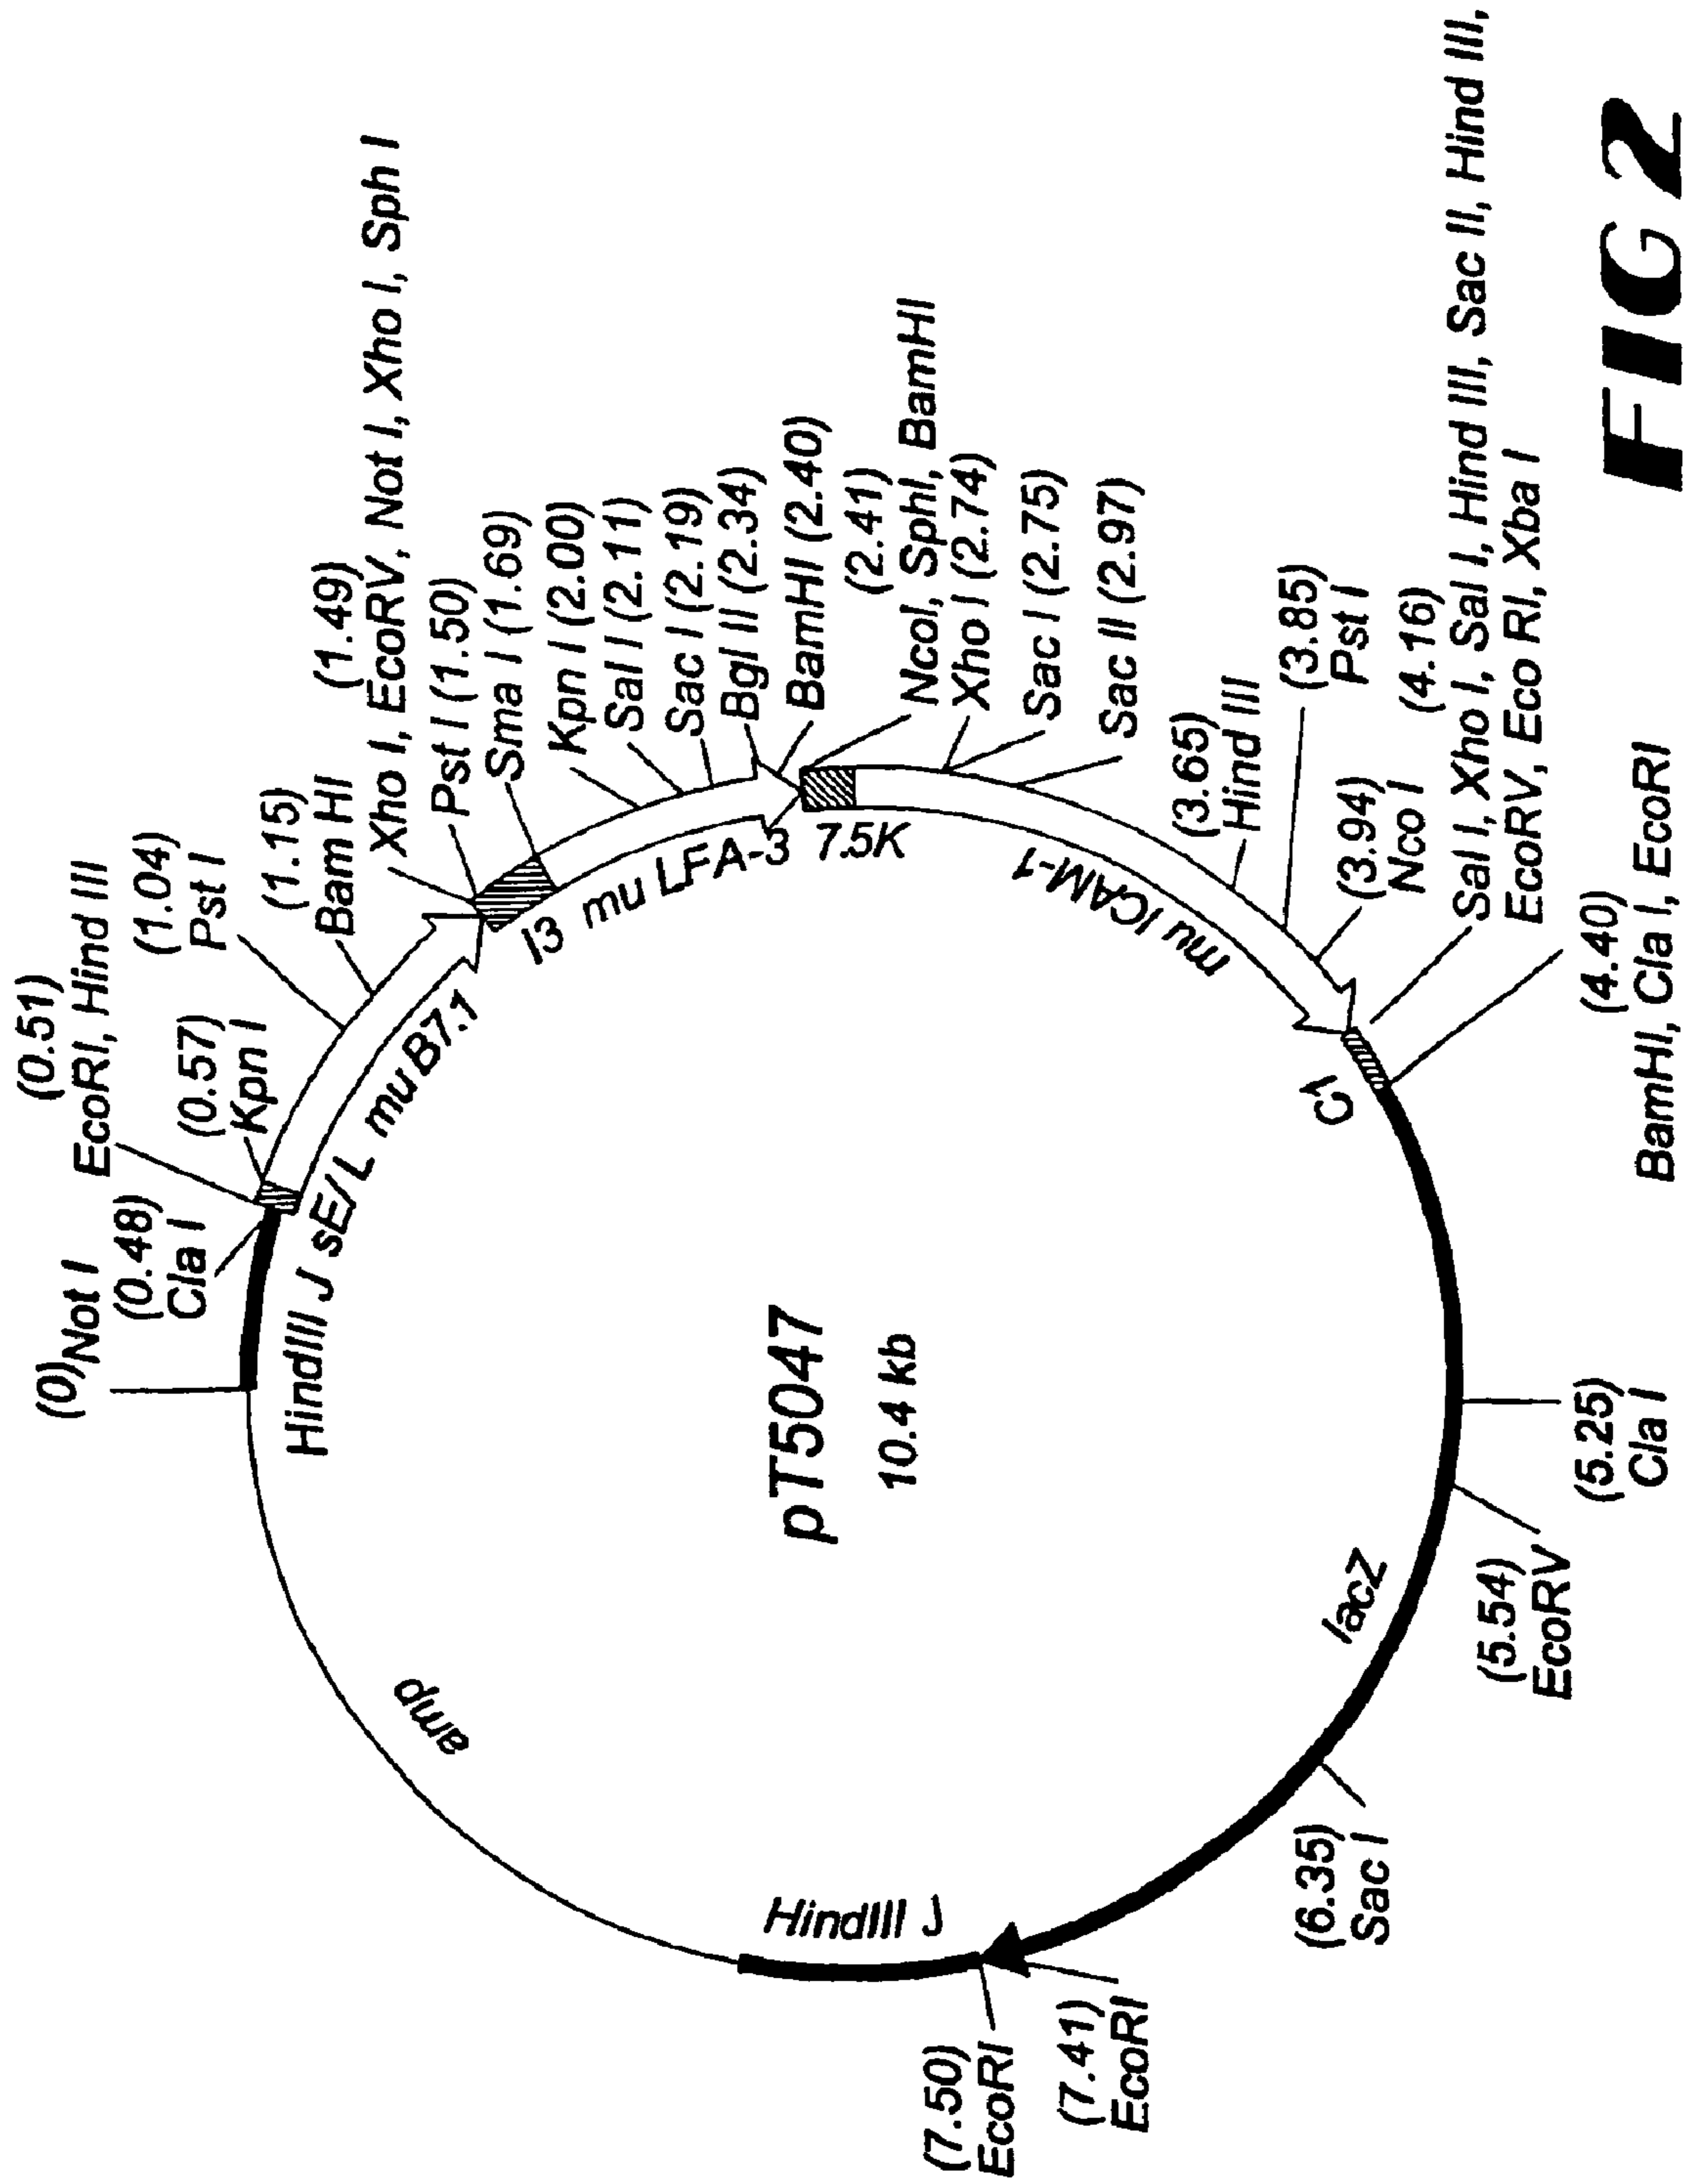 (0)
Not I
(0.48)
Cla I
(0.51)
EcoRI, Hind III
(0.57)
Kpn I
(1.04)
Pst I
(1.15)
Bam HI
(1.49)
Xho I, EcoRV, Not I, Xho I, Sph I
Pst I (1.50)
Sma I (1.69)
Kpn I (2.00)
Sal I (2.11)
Sac I (2.19)
Bgl II (2.34)
BamHI (2.40)
(2.41)
NcoI, SphI, BamHI
Xho I (2.74)
Sac I (2.75)
Sac II (2.97)
(3.65)
Hind III
(3.85)
Pst I
(3.94)
Nco I
(4.16)
Sal I, Xho I, Sal I, Hind III, Sac II, Hind III,
EcoRV, Eco RI, Xba I
(4.40)
BamHI, Cla I, EcoRI
(5.25)
Cla I
(5.54)
EcoRV
(6.35)
Sac I
(7.41)
EcoRI
(7.50)
EcoRI
HindIII J
sE/L
mu B7.1
I3
mu LFA-3
7.5K
mu ICAM-1
C1
lacZ
HindIII J
amp
pT5047
10.4 kb
FIG 2